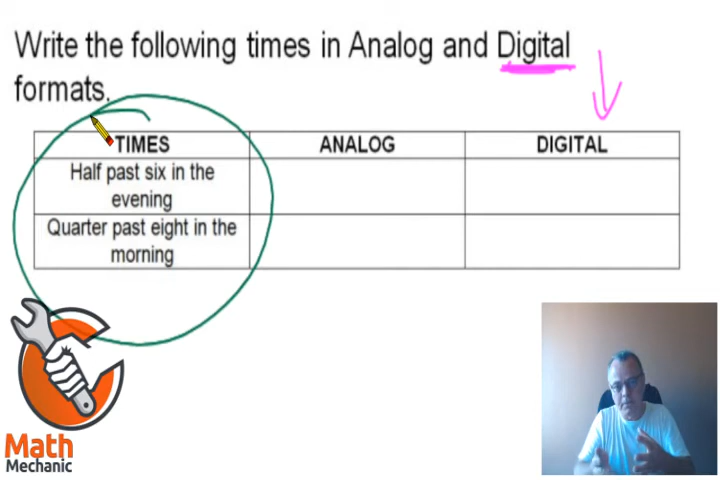 Write the following times in Analog and Digital
formats.
TIMES ANALOG DIGITAL
Half past six in the
evening
Quarter past eight in the
morning
Math
Mechanic